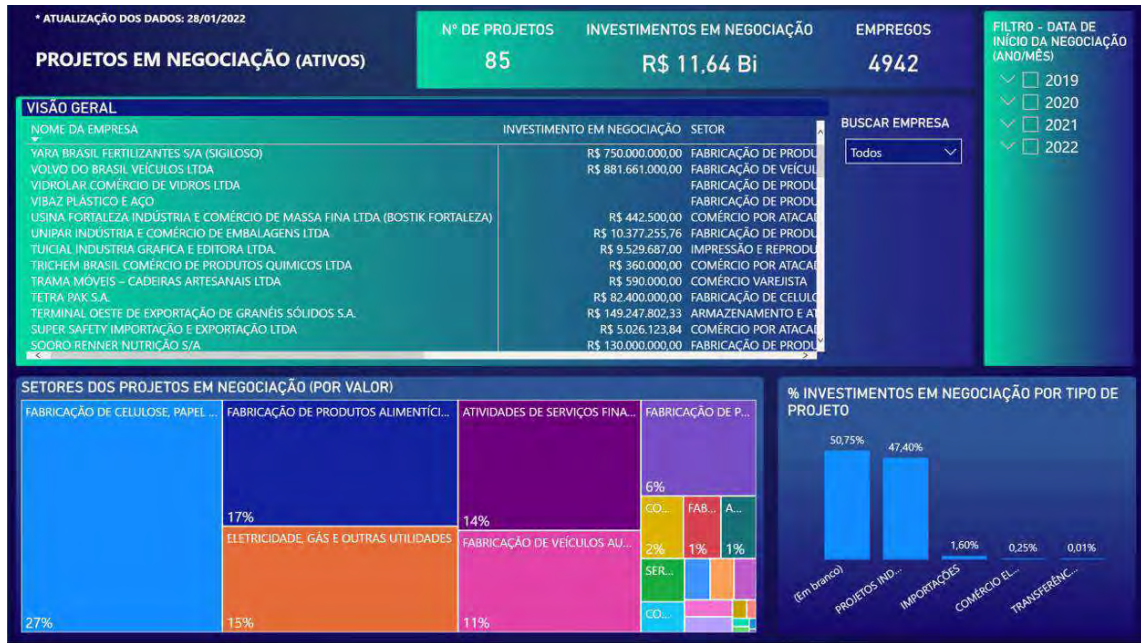 * ATUALIZAÇÃO DOS DADOS: 28/01/2022
PROJETOS EM NEGOCIAÇÃO (ATIVOS)
Nº DE PROJETOS
85
INVESTIMENTOS EM NEGOCIAÇÃO
R$ 11,64 Bi
EMPREGOS
4942
FILTRO - DATA DE
INÍCIO DA NEGOCIAÇÃO
(ANO/MÊS)
2019
2020
2021
2022
VISÃO GERAL
NOME DA EMPRESA INVESTIMENTO EM NEGOCIAÇÃO SETOR
YARA BRASIL FERTILIZANTES S/A (SIGILOSO) R$ 750.000.000,00 FABRICAÇÃO DE PRODU
VOLVO DO BRASIL VEÍCULOS LTDA R$ 881.661.000,00 FABRICAÇÃO DE VEÍCUL
VIDROLAR COMÉRCIO DE VIDROS LTDA FABRICAÇÃO DE PRODU
VIBAZ PLÁSTICO E AÇO FABRICAÇÃO DE PRODU
USINA FORTALEZA INDÚSTRIA E COMÉRCIO DE MASSA FINA LTDA (BOSTIK FORTALEZA) R$ 442.500,00 COMÉRCIO POR ATACAD
UNIPAR INDÚSTRIA E COMÉRCIO DE EMBALAGENS LTDA R$ 10.377.255,76 FABRICAÇÃO DE PRODU
TUICIAL INDUSTRIA GRAFICA E EDITORA LTDA. R$ 9.529.687,00 IMPRESSÃO E REPRODU
TRICHEM BRASIL COMÉRCIO DE PRODUTOS QUIMICOS LTDA R$ 360.000,00 COMÉRCIO POR ATACAD
TRAMA MÓVEIS – CADEIRAS ARTESANAIS LTDA R$ 590.000,00 COMÉRCIO VAREJISTA
TETRA PAK S.A. R$ 82.400.000,00 FABRICAÇÃO DE CELULO
TERMINAL OESTE DE EXPORTAÇÃO DE GRANÉIS SÓLIDOS S.A. R$ 149.247.802,33 ARMAZENAMENTO E AT
SUPER SAFETY IMPORTAÇÃO E EXPORTAÇÃO LTDA R$ 5.026.123,84 COMÉRCIO POR ATACAD
SOORO RENNER NUTRIÇÃO S/A R$ 130.000.000,00 FABRICAÇÃO DE PRODU
BUSCAR EMPRESA
Todos
SETORES DOS PROJETOS EM NEGOCIAÇÃO (POR VALOR)
FABRICAÇÃO DE CELULOSE, PAPEL ...
27%
FABRICAÇÃO DE PRODUTOS ALIMENTÍCI...
17%
ELETRICIDADE, GÁS E OUTRAS UTILIDADES
15%
ATIVIDADES DE SERVIÇOS FINA...
14%
FABRICAÇÃO DE VEÍCULOS AU...
11%
FABRICAÇÃO DE P...
6%
CO...
2%
FAB...
1%
A...
1%
SER...
CO...
% INVESTIMENTOS EM NEGOCIAÇÃO POR TIPO DE
PROJETO
50,75%
47,40%
1,60%
0,25%
0,01%
(Em branco)
PROJETOS IND...
IMPORTAÇÕES
COMÉRCIO EL...
TRANSFERÊNC...